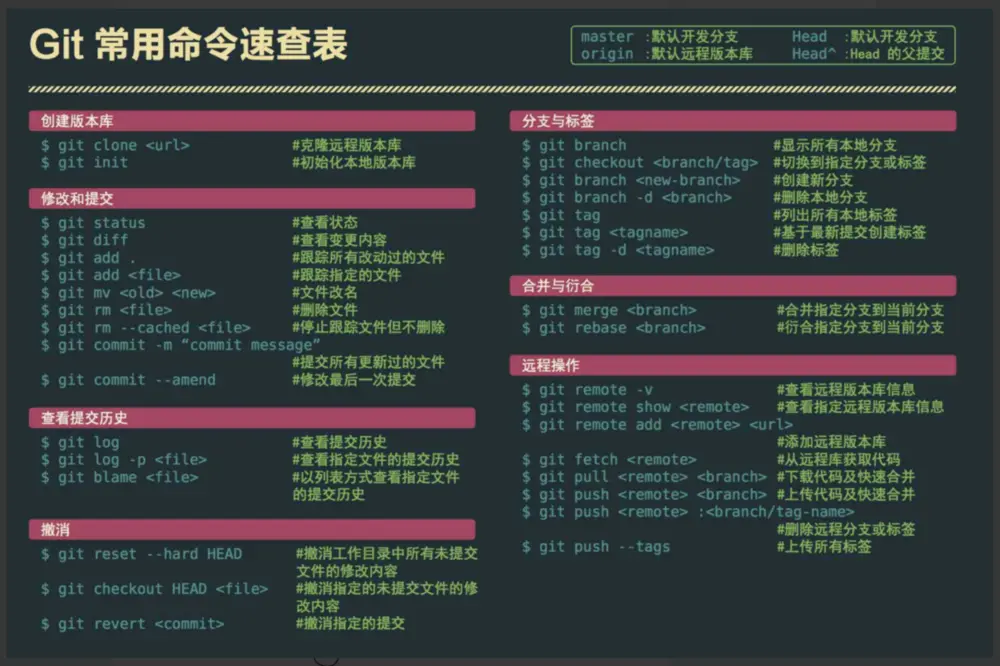 Git 常用命令速查表
master :默认开发分支 Head :默认开发分支
origin :默认远程版本库 Head^ :Head 的父提交
创建版本库
$ git clone <url> #克隆远程版本库
$ git init #初始化本地版本库
修改和提交
$ git status #查看状态
$ git diff #查看变更内容
$ git add . #跟踪所有改动过的文件
$ git add <file> #跟踪指定的文件
$ git mv <old> <new> #文件改名
$ git rm <file> #删除文件
$ git rm --cached <file> #停止跟踪文件但不删除
$ git commit -m “commit message”
#提交所有更新过的文件
$ git commit --amend #修改最后一次提交
查看提交历史
$ git log #查看提交历史
$ git log -p <file> #查看指定文件的提交历史
$ git blame <file> #以列表方式查看指定文件
的提交历史
撤消
$ git reset --hard HEAD #撤消工作目录中所有未提交
文件的修改内容
$ git checkout HEAD <file> #撤消指定的未提交文件的修
改内容
$ git revert <commit> #撤消指定的提交
分支与标签
$ git branch #显示所有本地分支
$ git checkout <branch/tag> #切换到指定分支或标签
$ git branch <new-branch> #创建新分支
$ git branch -d <branch> #删除本地分支
$ git tag #列出所有本地标签
$ git tag <tagname> #基于最新提交创建标签
$ git tag -d <tagname> #删除标签
合并与衍合
$ git merge <branch> #合并指定分支到当前分支
$ git rebase <branch> #衍合指定分支到当前分支
远程操作
$ git remote -v #查看远程版本库信息
$ git remote show <remote> #查看指定远程版本库信息
$ git remote add <remote> <url>
#添加远程版本库
$ git fetch <remote> #从远程库获取代码
$ git pull <remote> <branch> #下载代码及快速合并
$ git push <remote> <branch> #上传代码及快速合并
$ git push <remote> :<branch/tag-name>
#删除远程分支或标签
$ git push --tags #上传所有标签